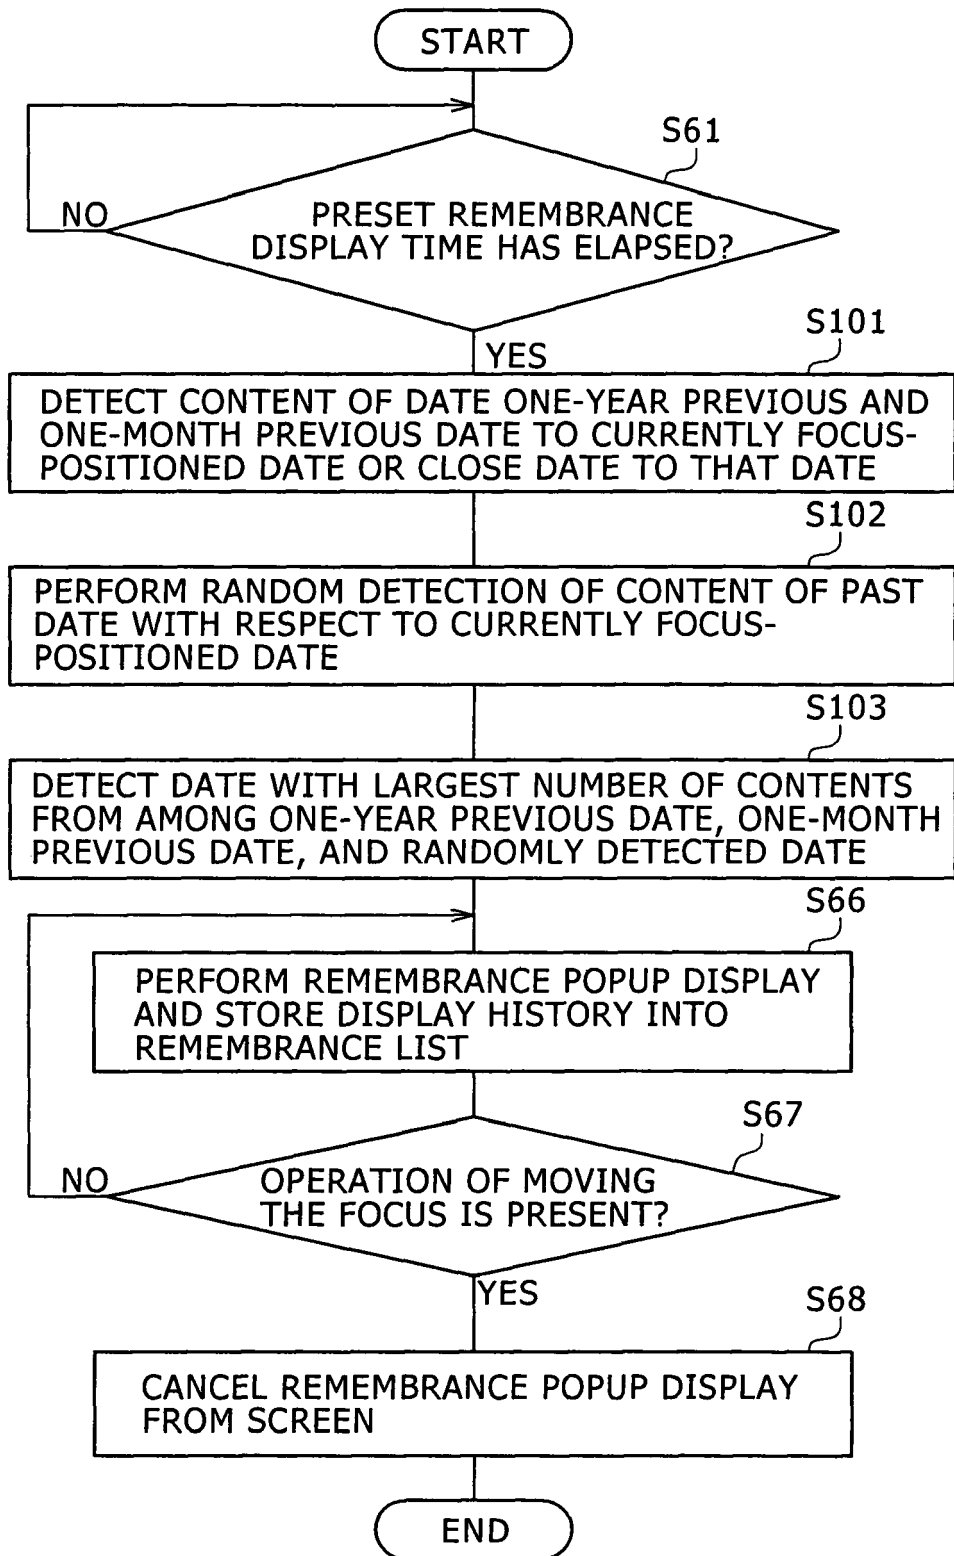 START
S61
NO
PRESET REMEMBRANCE
DISPLAY TIME HAS ELAPSED?
YES
S101
DETECT CONTENT OF DATE ONE-YEAR PREVIOUS AND
ONE-MONTH PREVIOUS DATE TO CURRENTLY FOCUS-
POSITIONED DATE OR CLOSE DATE TO THAT DATE
S102
PERFORM RANDOM DETECTION OF CONTENT OF PAST
DATE WITH RESPECT TO CURRENTLY FOCUS-
POSITIONED DATE
S103
DETECT DATE WITH LARGEST NUMBER OF CONTENTS
FROM AMONG ONE-YEAR PREVIOUS DATE, ONE-MONTH
PREVIOUS DATE, AND RANDOMLY DETECTED DATE
S66
PERFORM REMEMBRANCE POPUP DISPLAY
AND STORE DISPLAY HISTORY INTO
REMEMBRANCE LIST
S67
NO
OPERATION OF MOVING
THE FOCUS IS PRESENT?
YES
S68
CANCEL REMEMBRANCE POPUP DISPLAY
FROM SCREEN
END